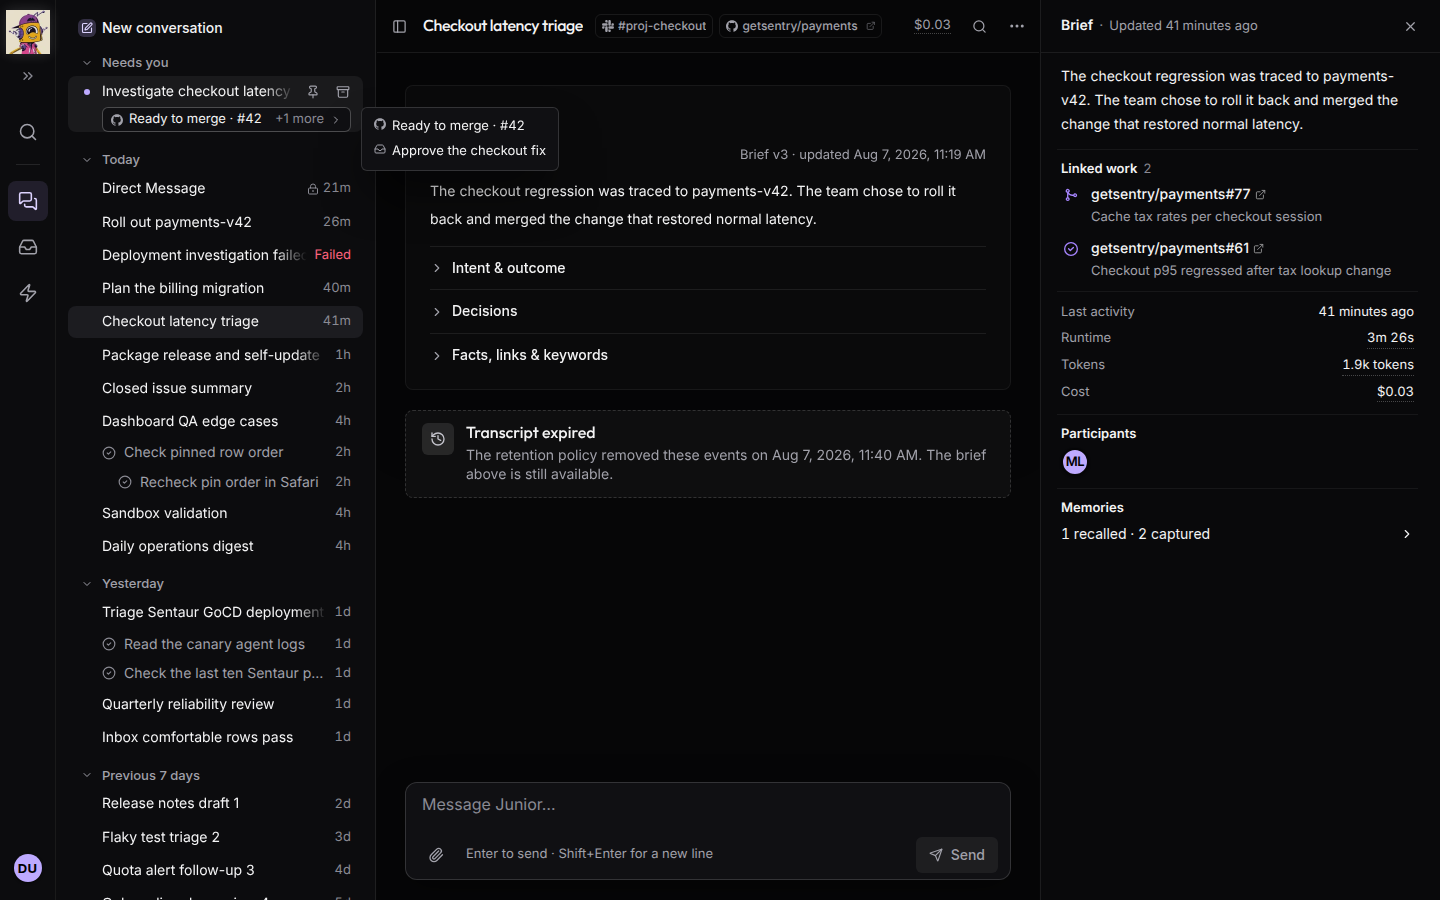 New conversation
Needs you
Investigate checkout latency
Ready to merge · #42 +1 more
Today
Direct Message 21m
Roll out payments-v42 26m
Deployment investigation failed Failed
Plan the billing migration 40m
Checkout latency triage 41m
Package release and self-update 1h
Closed issue summary 2h
Dashboard QA edge cases 4h
Check pinned row order 2h
Recheck pin order in Safari 2h
Sandbox validation 4h
Daily operations digest 4h
Yesterday
Triage Sentaur GoCD deployment 1d
Read the canary agent logs 1d
Check the last ten Sentaur p... 1d
Quarterly reliability review 1d
Inbox comfortable rows pass 1d
Previous 7 days
Release notes draft 1 2d
Flaky test triage 2 3d
Quota alert follow-up 3 4d
DU
Checkout latency triage #proj-checkout getsentry/payments $0.03
Ready to merge · #42
Approve the checkout fix
Brief v3 · updated Aug 7, 2026, 11:19 AM
The checkout regression was traced to payments-v42. The team chose to roll it
back and merged the change that restored normal latency.
Intent & outcome
Decisions
Facts, links & keywords
Transcript expired
The retention policy removed these events on Aug 7, 2026, 11:40 AM. The brief
above is still available.
Message Junior...
Enter to send · Shift+Enter for a new line
Send
Brief · Updated 41 minutes ago
The checkout regression was traced to payments-
v42. The team chose to roll it back and merged the
change that restored normal latency.
Linked work 2
getsentry/payments#77
Cache tax rates per checkout session
getsentry/payments#61
Checkout p95 regressed after tax lookup change
Last activity 41 minutes ago
Runtime 3m 26s
Tokens 1.9k tokens
Cost $0.03
Participants
ML
Memories
1 recalled · 2 captured